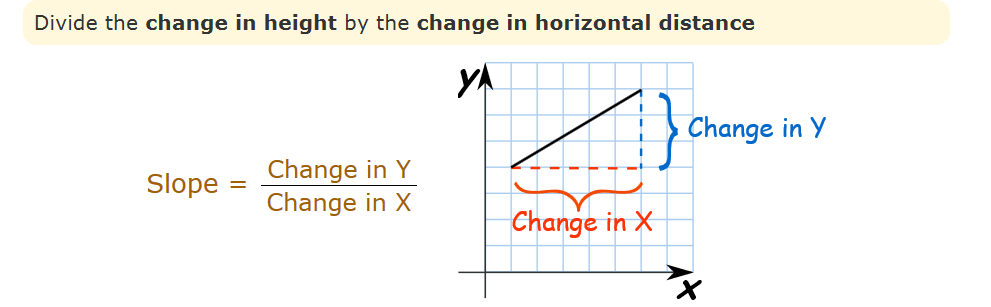 Divide the change in height by the change in horizontal distance
y
Change in Y
Slope = Change in Y
Change in X
Change in X
x